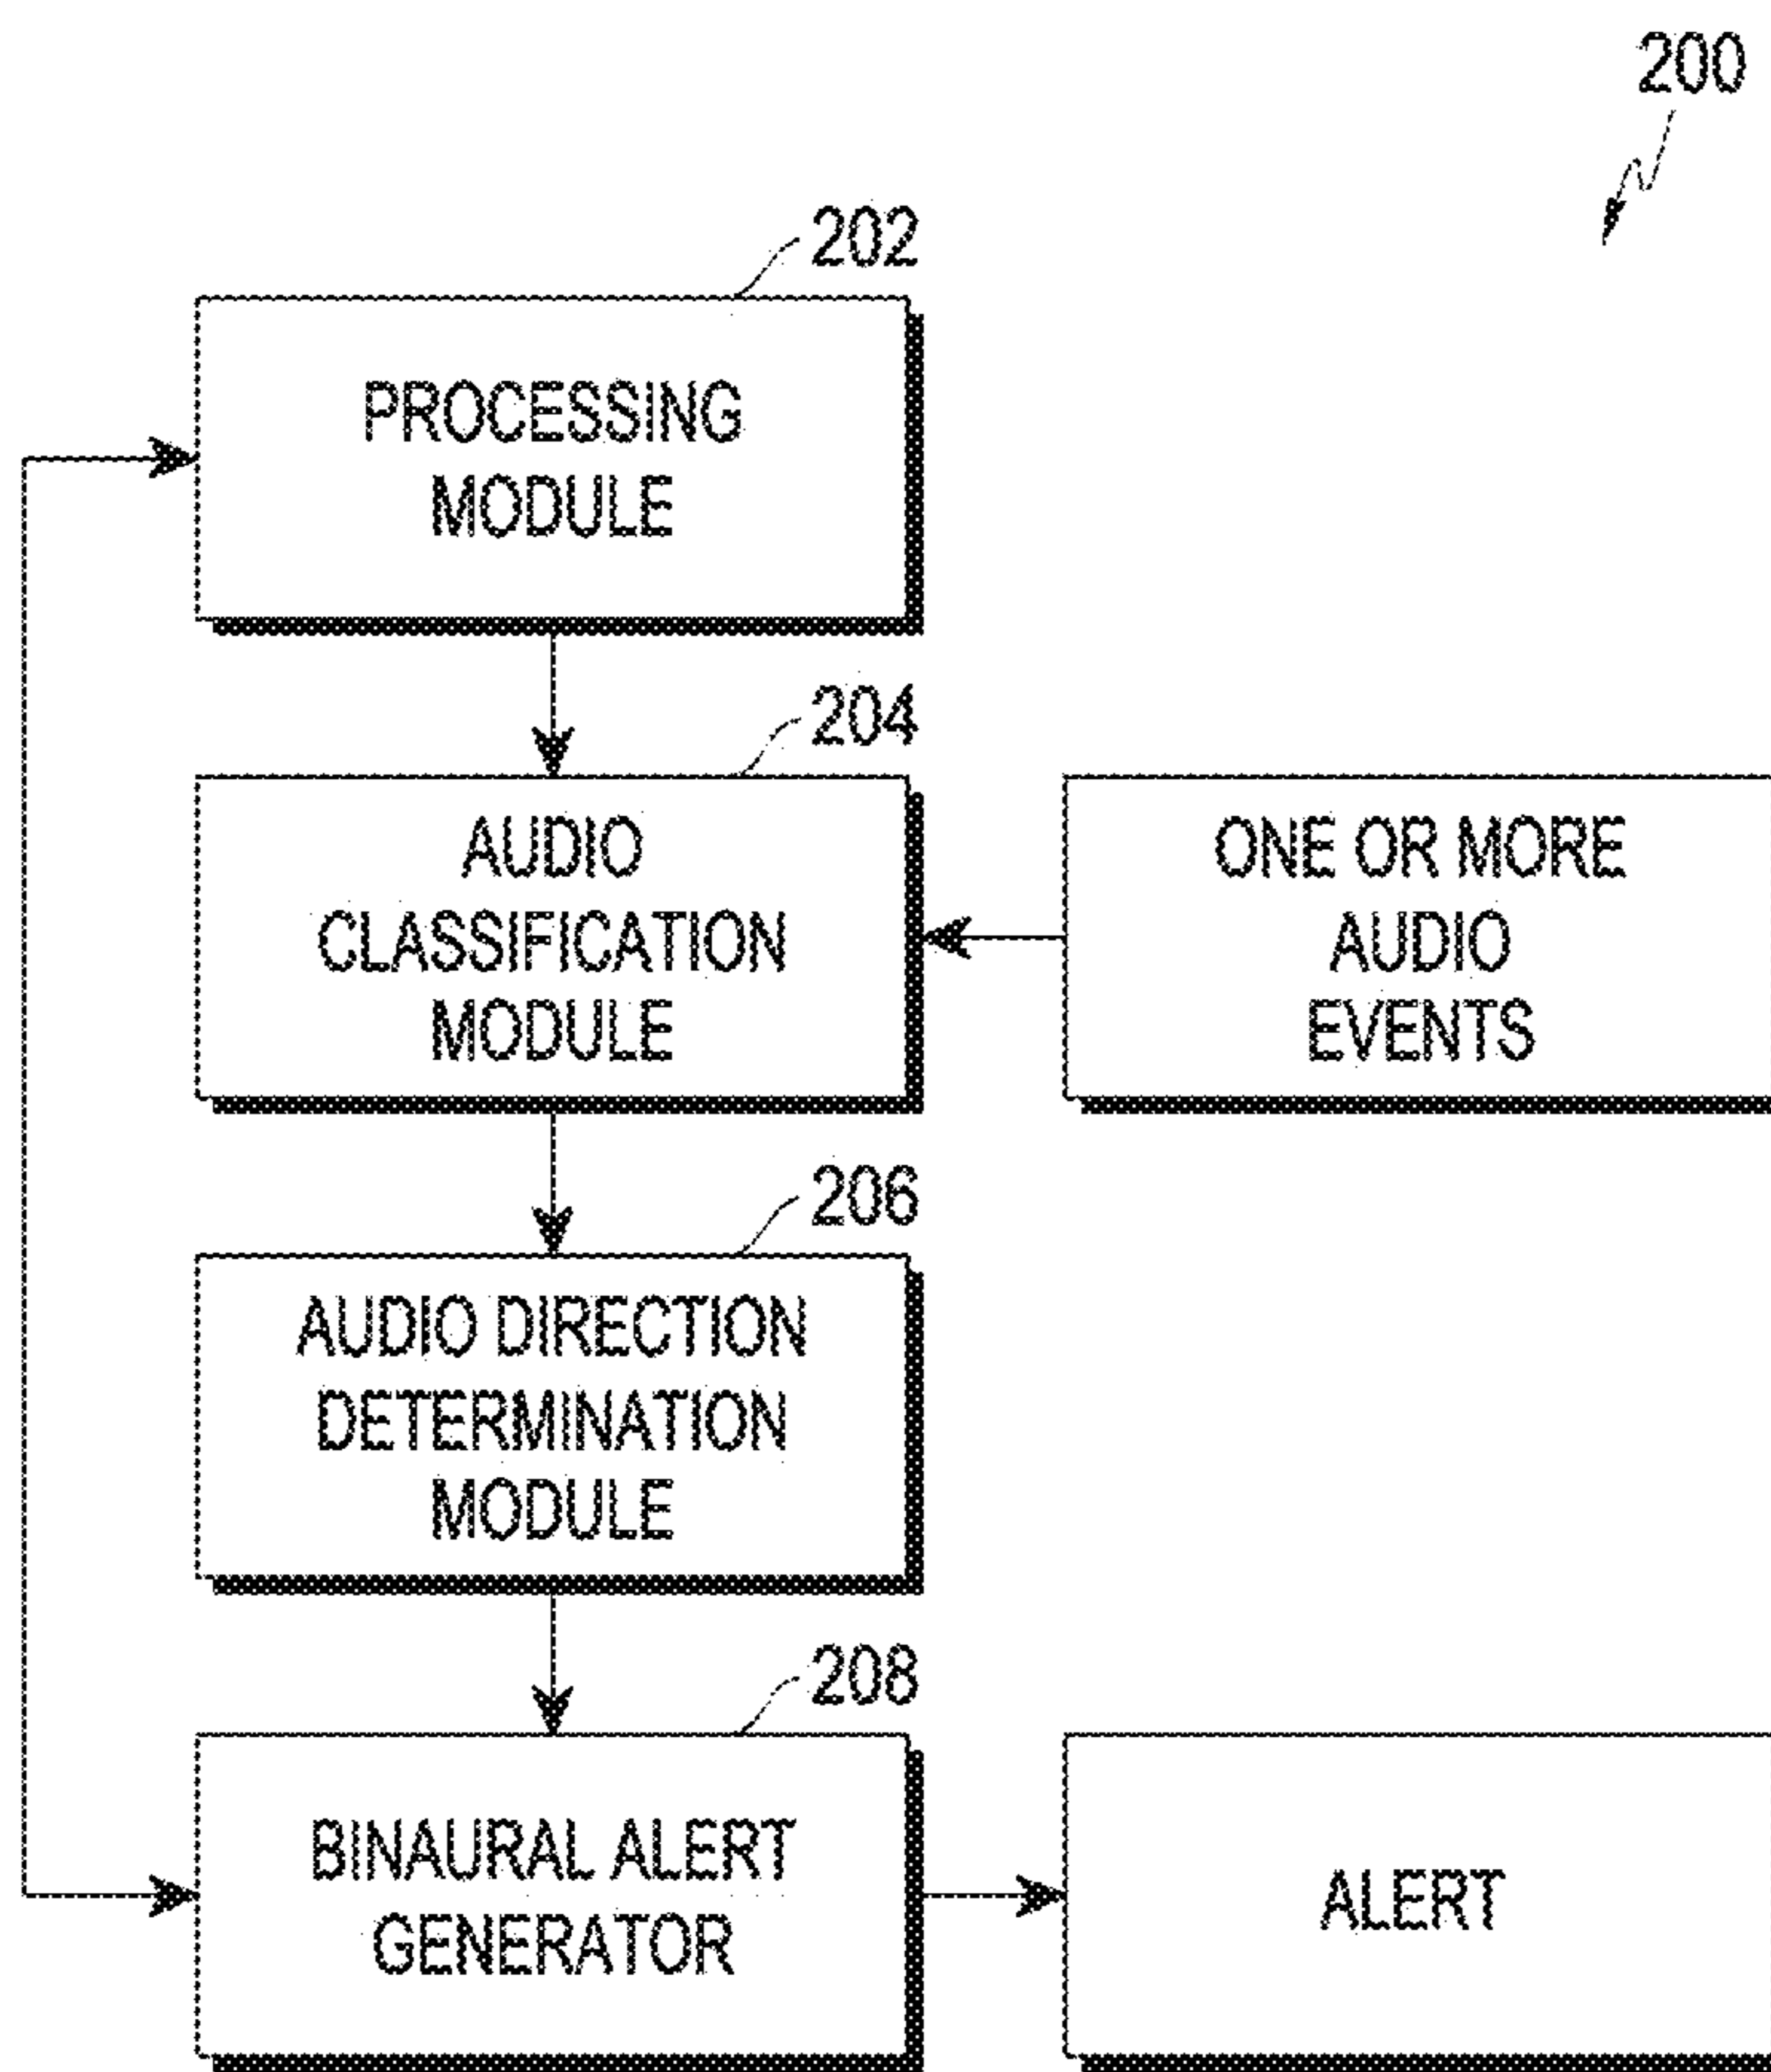 200
202
PROCESSING
MODULE
204
AUDIO
CLASSIFICATION
MODULE
ONE OR MORE
AUDIO
EVENTS
206
AUDIO DIRECTION
DETERMINATION
MODULE
208
BINAURAL ALERT
GENERATOR
ALERT